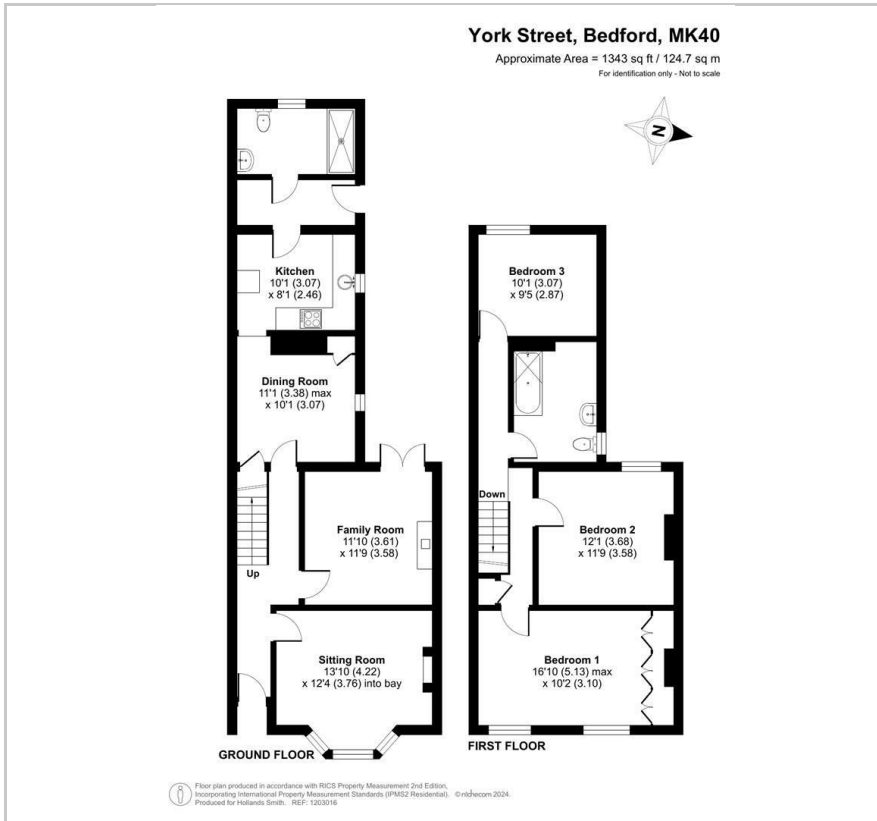 York Street, Bedford, MK40
Approximate Area = 1343 sq ft / 124.7 sq m
For identification only - Not to scale
N
Kitchen
10'1 (3.07)
x 8'1 (2.46)
Dining Room
11'1 (3.38) max
x 10'1 (3.07)
Family Room
11'10 (3.61)
x 11'9 (3.58)
Up
Sitting Room
13'10 (4.22)
x 12'4 (3.76) into bay
GROUND FLOOR
Bedroom 3
10'1 (3.07)
x 9'5 (2.87)
Down
Bedroom 2
12'1 (3.68)
x 11'9 (3.58)
Bedroom 1
16'10 (5.13) max
x 10'2 (3.10)
FIRST FLOOR
Floor plan produced in accordance with RICS Property Measurement 2nd Edition,
Incorporating International Property Measurement Standards (IPMS2 Residential). © nichecom 2024.
Produced for Hollands Smith. REF: 1203016